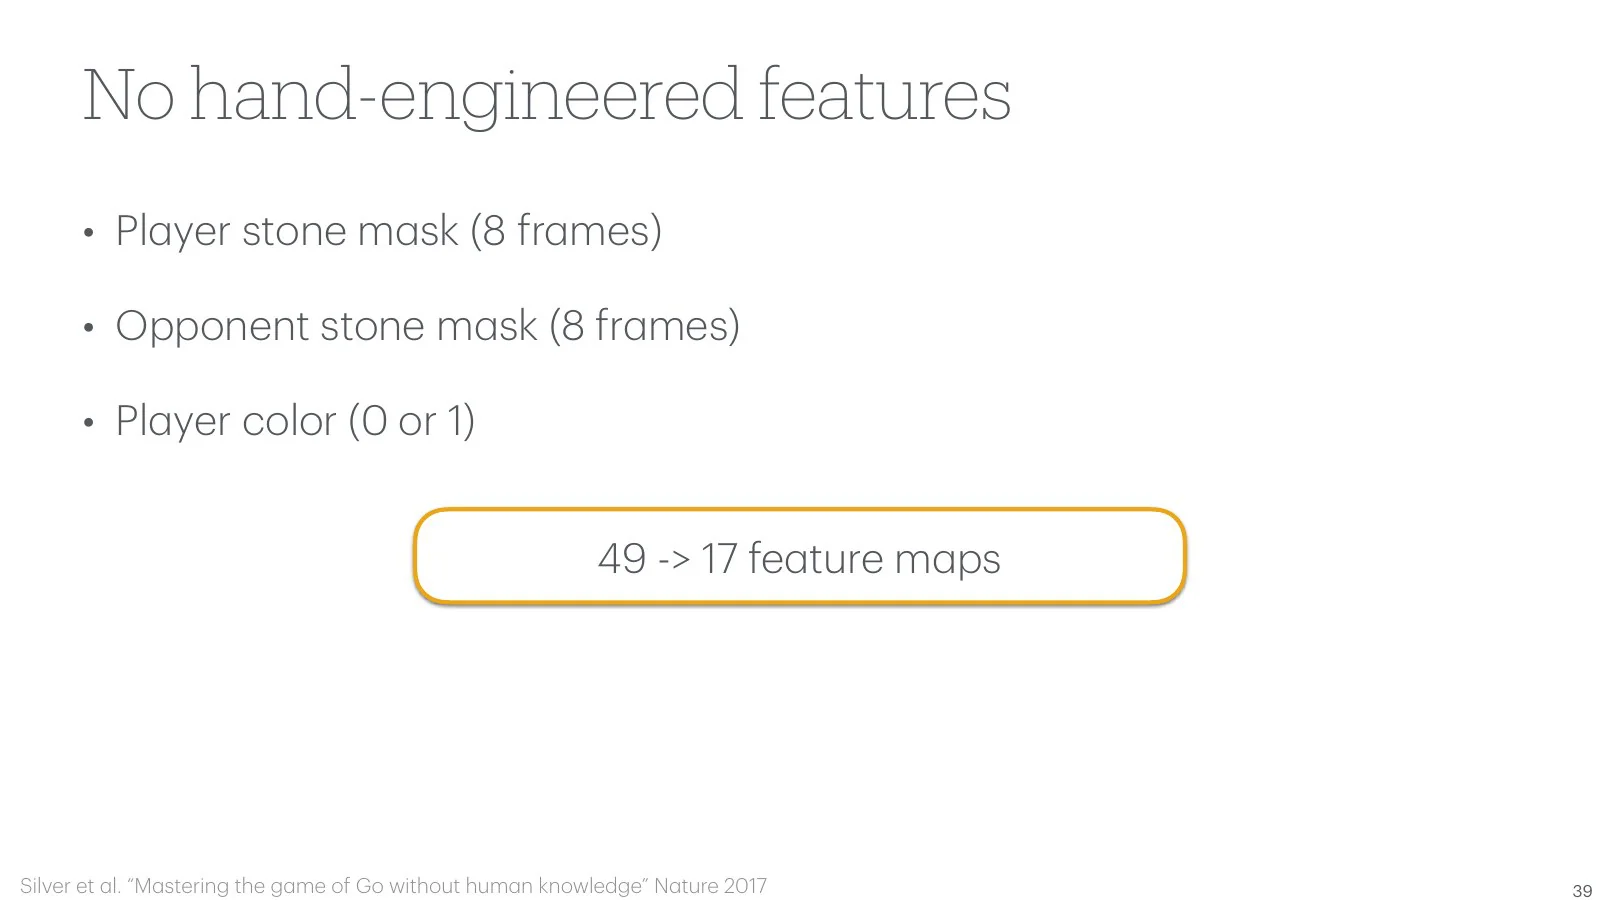 No hand-engineered features
• Player stone mask (8 frames)
• Opponent stone mask (8 frames)
• Player color (0 or 1)
49 -> 17 feature maps
Silver et al. “Mastering the game of Go without human knowledge” Nature 2017
39